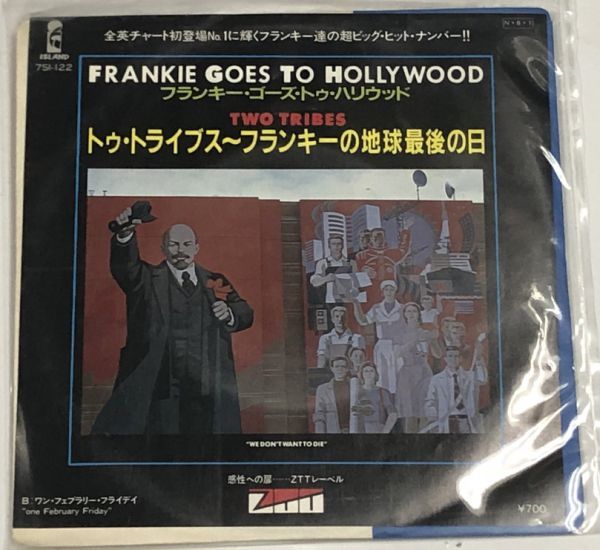 N・B・1
ISLAND
7SI-122
全英チャート初登場No.1に輝くフランキー達の超ビッグ・ヒット・ナンバー!!
FRANKIE GOES TO HOLLYWOOD
フランキー・ゴーズ・トゥ・ハリウッド
TWO TRIBES
トゥ・トライブス〜フランキーの地球最後の日
"WE DON'T WANT TO DIE"
感性への扉……ZTTレーベル
ZTT
B:ワン・フェブラリー・フライデイ
"one February Friday"
¥700